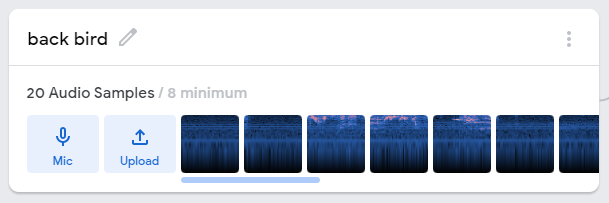 back bird
20 Audio Samples / 8 minimum
Mic
Upload